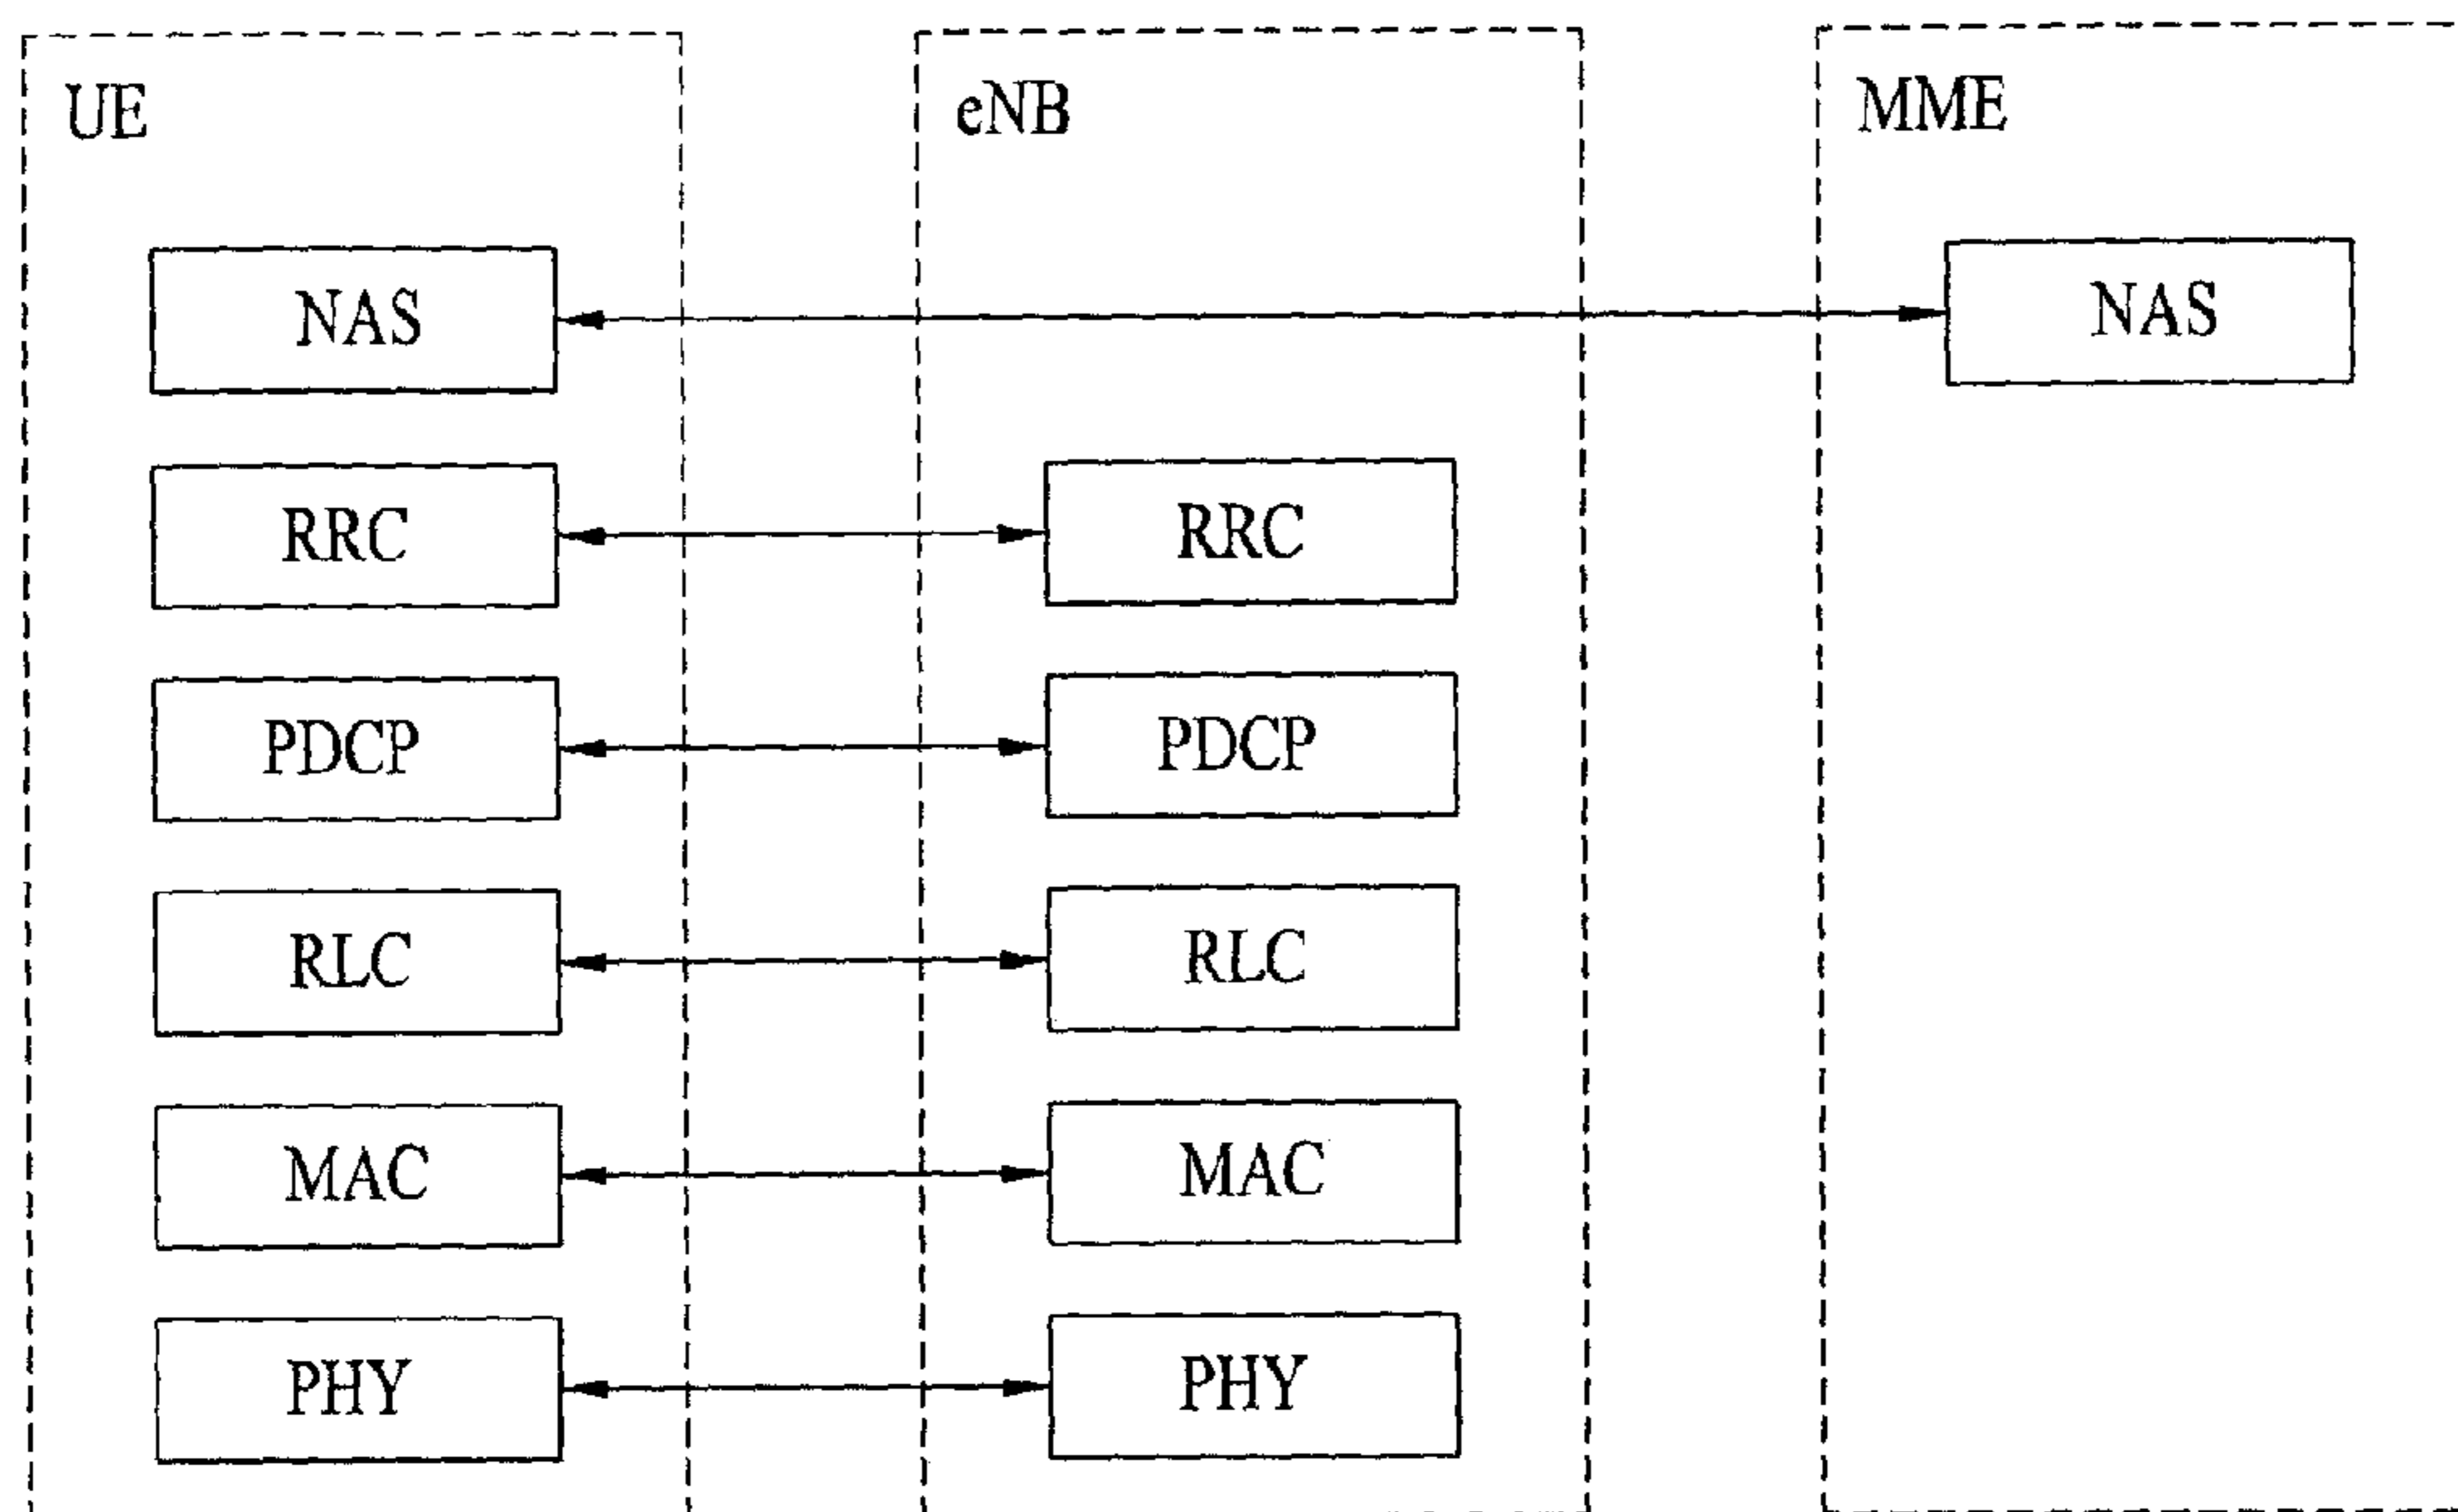 UE eNB MME
NAS NAS
RRC RRC
PDCP PDCP
RLC RLC
MAC MAC
PHY PHY